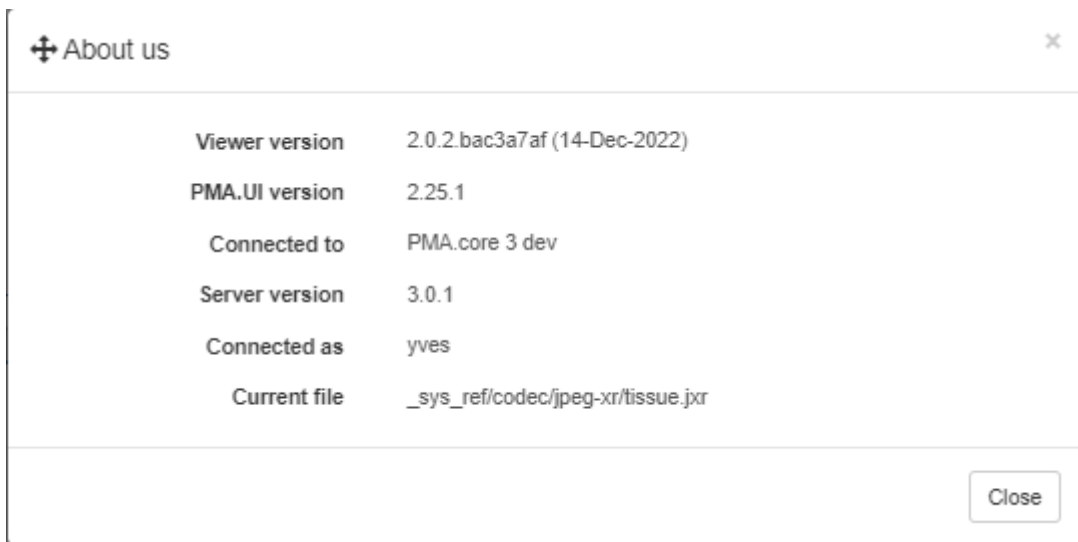 About us
×
Viewer version 2.0.2.bac3a7af (14-Dec-2022)
PMA.UI version 2.25.1
Connected to PMA.core 3 dev
Server version 3.0.1
Connected as yves
Current file _sys_ref/codec/jpeg-xr/tissue.jxr
Close